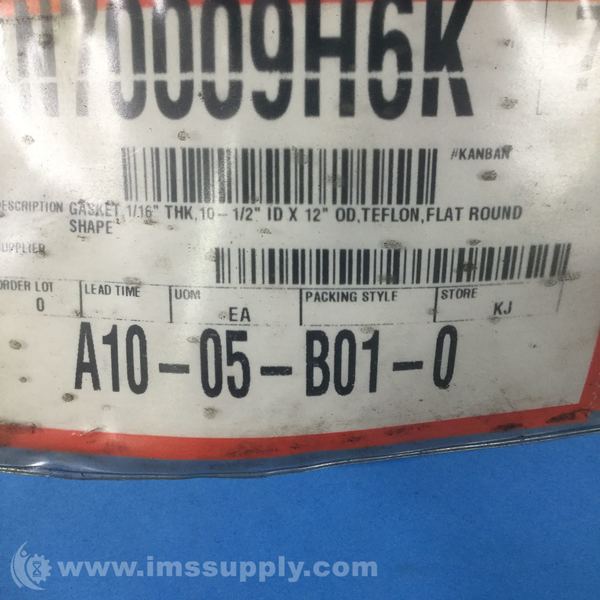 NY0009H6K
#KANBAN
DESCRIPTION GASKET,1/16" THK,10-1/2" ID X 12" OD,TEFLON,FLAT ROUND
SHAPE
SUPPLIER
ORDER LOT LEAD TIME UOM PACKING STYLE STORE
0 EA KJ
A10-05-B01-0
www.imssupply.com